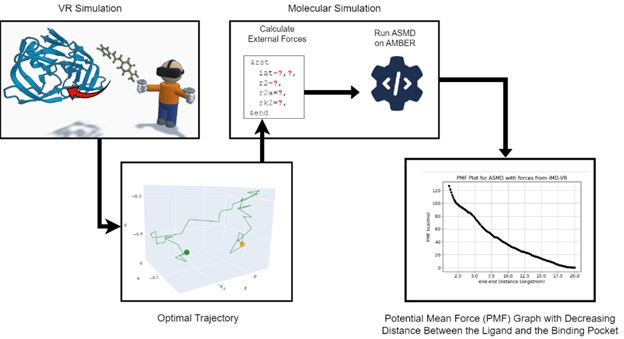 VR Simulation
Molecular Simulation
Calculate
External Forces
&rst
iat=?,?,
r2=?,
r2a=?,
rk2=?,
&end
Run ASMD
on AMBER
Optimal Trajectory
PMF Plot for ASMD with forces from iMD-VR
PMF kcal/mol
120
100
80
60
40
20
0
2.5 5.0 7.5 10.0 12.5 15.0 17.5 20.0
end-end Distance (Angstrom)
Potential Mean Force (PMF) Graph with Decreasing
Distance Between the Ligand and the Binding Pocket